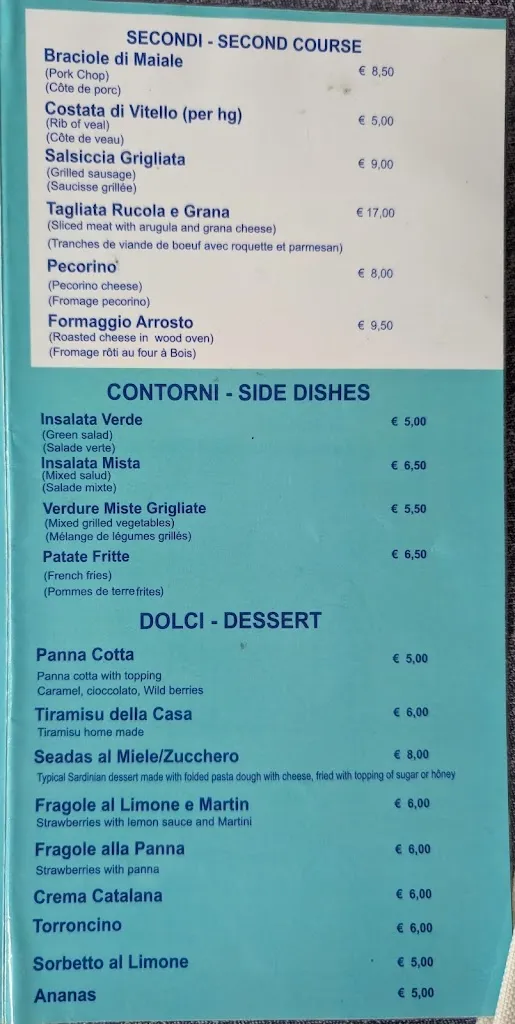 SECONDI - SECOND COURSE
Braciole di Maiale € 8,50
(Pork Chop)
(Côte de porc)
Costata di Vitello (per hg) € 5,00
(Rib of veal)
(Côte de veau)
Salsiccia Grigliata € 9,00
(Grilled sausage)
(Saucisse grillée)
Tagliata Rucola e Grana € 17,00
(Sliced meat with arugula and grana cheese)
(Tranches de viande de boeuf avec roquette et parmesan)
Pecorino € 8,00
(Pecorino cheese)
(Fromage pecorino)
Formaggio Arrosto € 9,50
(Roasted cheese in wood oven)
(Fromage rôti au four à Bois)
CONTORNI - SIDE DISHES
Insalata Verde € 5,00
(Green salad)
(Salade verte)
Insalata Mista € 6,50
(Mixed salud)
(Salade mixte)
Verdure Miste Grigliate € 5,50
(Mixed grilled vegetables)
(Mélange de légumes grillés)
Patate Fritte € 6,50
(French fries)
(Pommes de terre frites)
DOLCI - DESSERT
Panna Cotta € 5,00
Panna cotta with topping
Caramel, cioccolato, Wild berries
Tiramisu della Casa € 6,00
Tiramisu home made
Seadas al Miele/Zucchero € 8,00
Typical Sardinian dessert made with folded pasta dough with cheese, fried with topping of sugar or hôney
Fragole al Limone e Martin € 6,00
Strawberries with lemon sauce and Martini
Fragole alla Panna € 6,00
Strawberries with panna
Crema Catalana € 6,00
Torroncino € 6,00
Sorbetto al Limone € 5,00
Ananas € 5,00